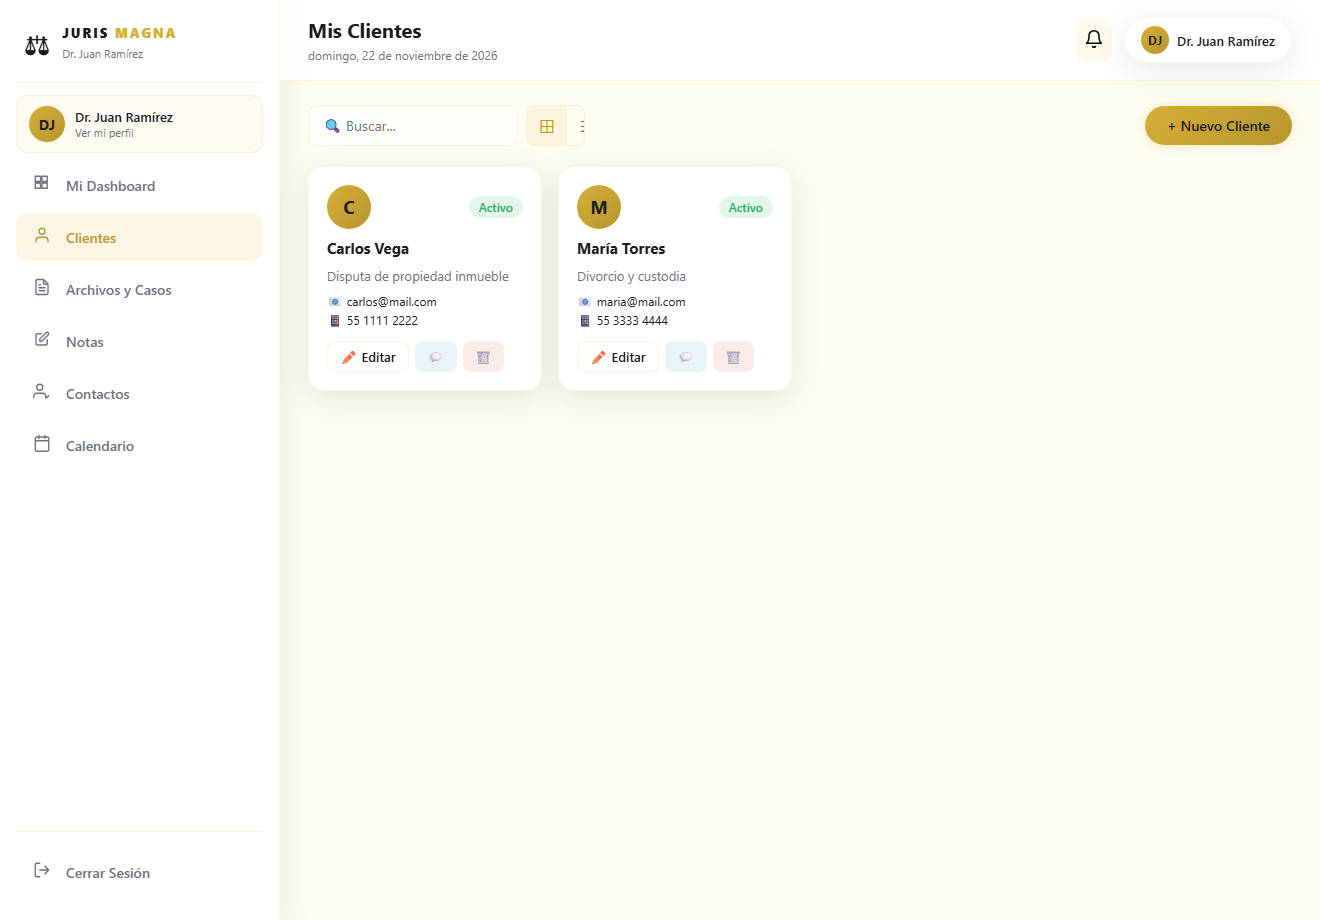 JURIS MAGNA
Dr. Juan Ramírez
DJ
Dr. Juan Ramírez
Ver mi perfil
Mi Dashboard
Clientes
Archivos y Casos
Notas
Contactos
Calendario
Cerrar Sesión
Mis Clientes
domingo, 22 de noviembre de 2026
DJ
Dr. Juan Ramírez
Buscar...
+ Nuevo Cliente
C
Activo
Carlos Vega
Disputa de propiedad inmueble
carlos@mail.com
55 1111 2222
Editar
M
Activo
María Torres
Divorcio y custodia
maria@mail.com
55 3333 4444
Editar